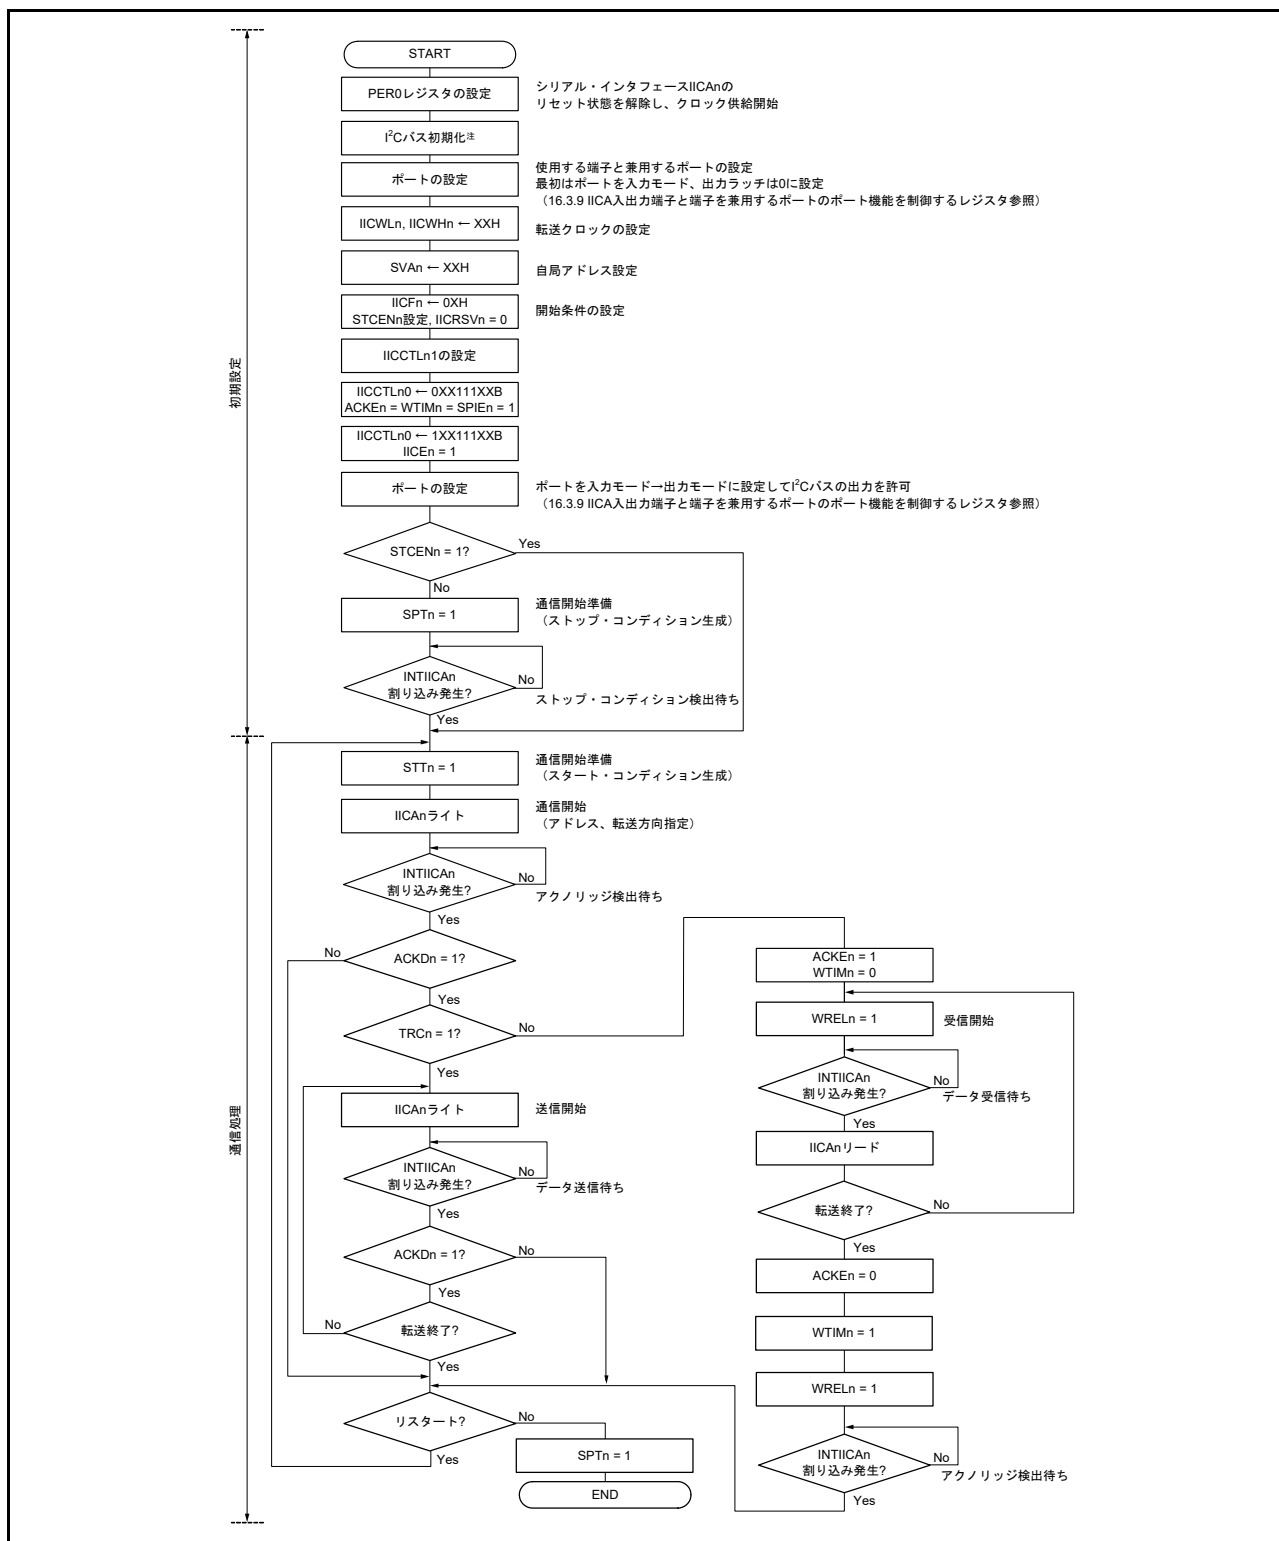 START
PER0レジスタの設定
シリアル・インタフェースIICAnの
リセット状態を解除し、クロック供給開始
I²Cバス初期化注
ポートの設定
使用する端子と兼用するポートの設定
最初はポートを入力モード、出力ラッチは0に設定
（16.3.9 IICA入出力端子と端子を兼用するポートのポート機能を制御するレジスタ参照）
IICWLn, IICWHn ← XXH
転送クロックの設定
SVAn ← XXH
自局アドレス設定
IICFn ← 0XH
STCENn設定, IICRSVn = 0
開始条件の設定
IICCTLn1の設定
初期設定
IICCTLn0 ← 0XX111XXB
ACKEn = WTIMn = SPIEn = 1
IICCTLn0 ← 1XX111XXB
IICEn = 1
ポートの設定
ポートを入力モード→出力モードに設定してI²Cバスの出力を許可
（16.3.9 IICA入出力端子と端子を兼用するポートのポート機能を制御するレジスタ参照）
STCENn = 1?
Yes
No
SPTn = 1
通信開始準備
（ストップ・コンディション生成）
INTIICAn
割り込み発生?
No
ストップ・コンディション検出待ち
Yes
STTn = 1
通信開始準備
（スタート・コンディション生成）
IICAnライト
通信開始
（アドレス、転送方向指定）
INTIICAn
割り込み発生?
No
アクノリッジ検出待ち
Yes
No
ACKDn = 1?
Yes
TRCn = 1?
No
Yes
通信処理
IICAnライト
送信開始
INTIICAn
割り込み発生?
No
データ送信待ち
Yes
ACKDn = 1?
No
Yes
No
転送終了?
Yes
リスタート?
No
Yes
SPTn = 1
END
ACKEn = 1
WTIMn = 0
WRELn = 1
受信開始
INTIICAn
割り込み発生?
No
データ受信待ち
Yes
IICAnリード
転送終了?
No
Yes
ACKEn = 0
WTIMn = 1
WRELn = 1
INTIICAn
割り込み発生?
No
アクノリッジ検出待ち
Yes